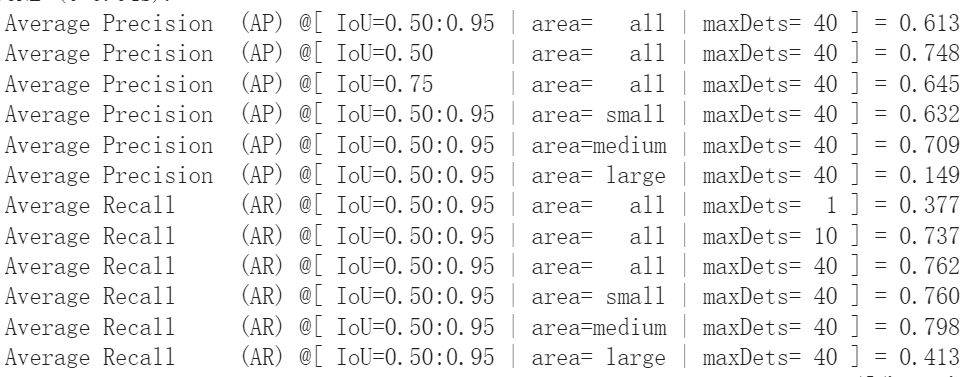 Average Precision  (AP) @[ IoU=0.50:0.95 | area=   all | maxDets= 40 ] = 0.613
Average Precision  (AP) @[ IoU=0.50      | area=   all | maxDets= 40 ] = 0.748
Average Precision  (AP) @[ IoU=0.75      | area=   all | maxDets= 40 ] = 0.645
Average Precision  (AP) @[ IoU=0.50:0.95 | area= small | maxDets= 40 ] = 0.632
Average Precision  (AP) @[ IoU=0.50:0.95 | area=medium | maxDets= 40 ] = 0.709
Average Precision  (AP) @[ IoU=0.50:0.95 | area= large | maxDets= 40 ] = 0.149
Average Recall     (AR) @[ IoU=0.50:0.95 | area=   all | maxDets=  1 ] = 0.377
Average Recall     (AR) @[ IoU=0.50:0.95 | area=   all | maxDets= 10 ] = 0.737
Average Recall     (AR) @[ IoU=0.50:0.95 | area=   all | maxDets= 40 ] = 0.762
Average Recall     (AR) @[ IoU=0.50:0.95 | area= small | maxDets= 40 ] = 0.760
Average Recall     (AR) @[ IoU=0.50:0.95 | area=medium | maxDets= 40 ] = 0.798
Average Recall     (AR) @[ IoU=0.50:0.95 | area= large | maxDets= 40 ] = 0.413